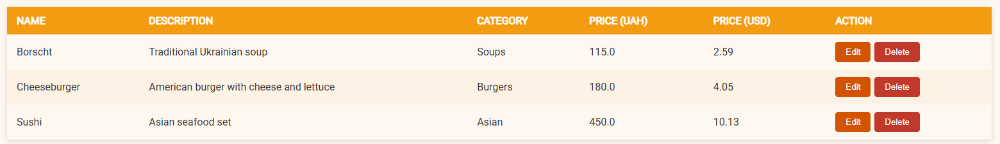 NAME DESCRIPTION CATEGORY PRICE (UAH) PRICE (USD) ACTION
Borscht Traditional Ukrainian soup Soups 115.0 2.59 Edit Delete
Cheeseburger American burger with cheese and lettuce Burgers 180.0 4.05 Edit Delete
Sushi Asian seafood set Asian 450.0 10.13 Edit Delete